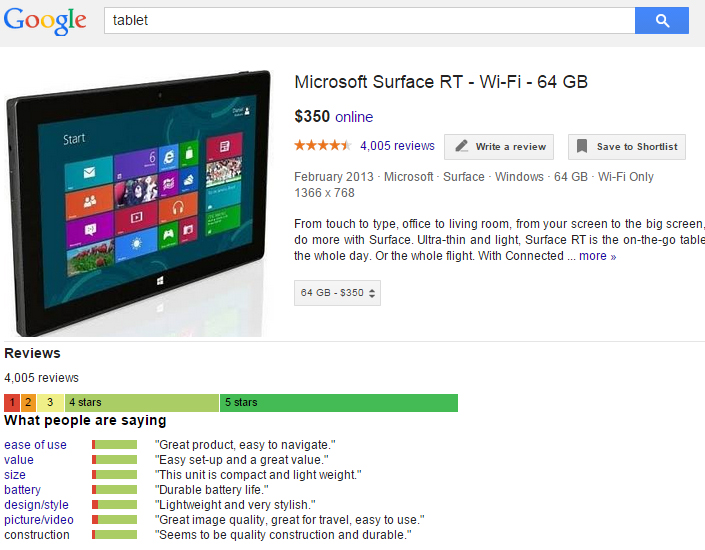 Google
tablet
Start
6
Microsoft Surface RT - Wi-Fi - 64 GB
$350 online
4,005 reviews
Write a review
Save to Shortlist
February 2013 · Microsoft · Surface · Windows · 64 GB · Wi-Fi Only
1366 x 768
From touch to type, office to living room, from your screen to the big screen,
do more with Surface. Ultra-thin and light, Surface RT is the on-the-go table
the whole day. Or the whole flight. With Connected ... more »
64 GB - $350
Reviews
4,005 reviews
1 2 3 4 stars 5 stars
What people are saying
ease of use "Great product, easy to navigate."
value "Easy set-up and a great value."
size "This unit is compact and light weight."
battery "Durable battery life."
design/style "Lightweight and very stylish."
picture/video "Great image quality, great for travel, easy to use."
construction "Seems to be quality construction and durable."